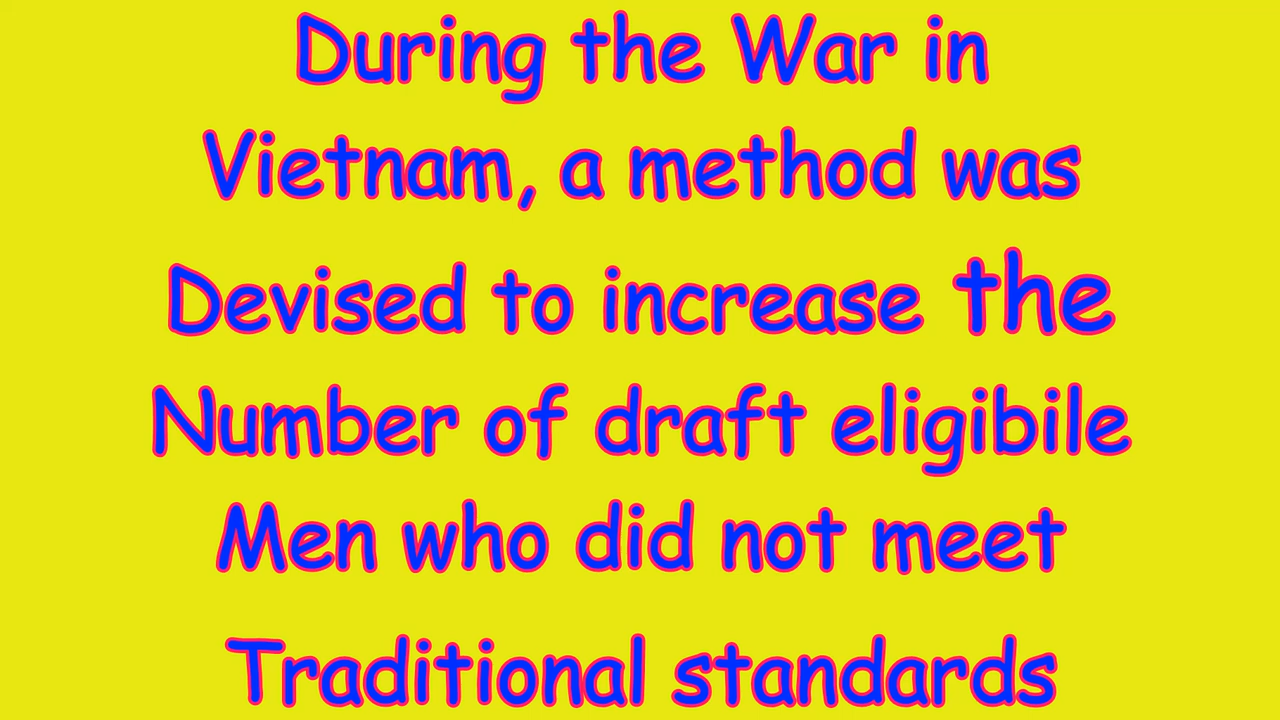 During the War in
Vietnam, a method was
Devised to increase the
Number of draft eligibile
Men who did not meet
Traditional standards